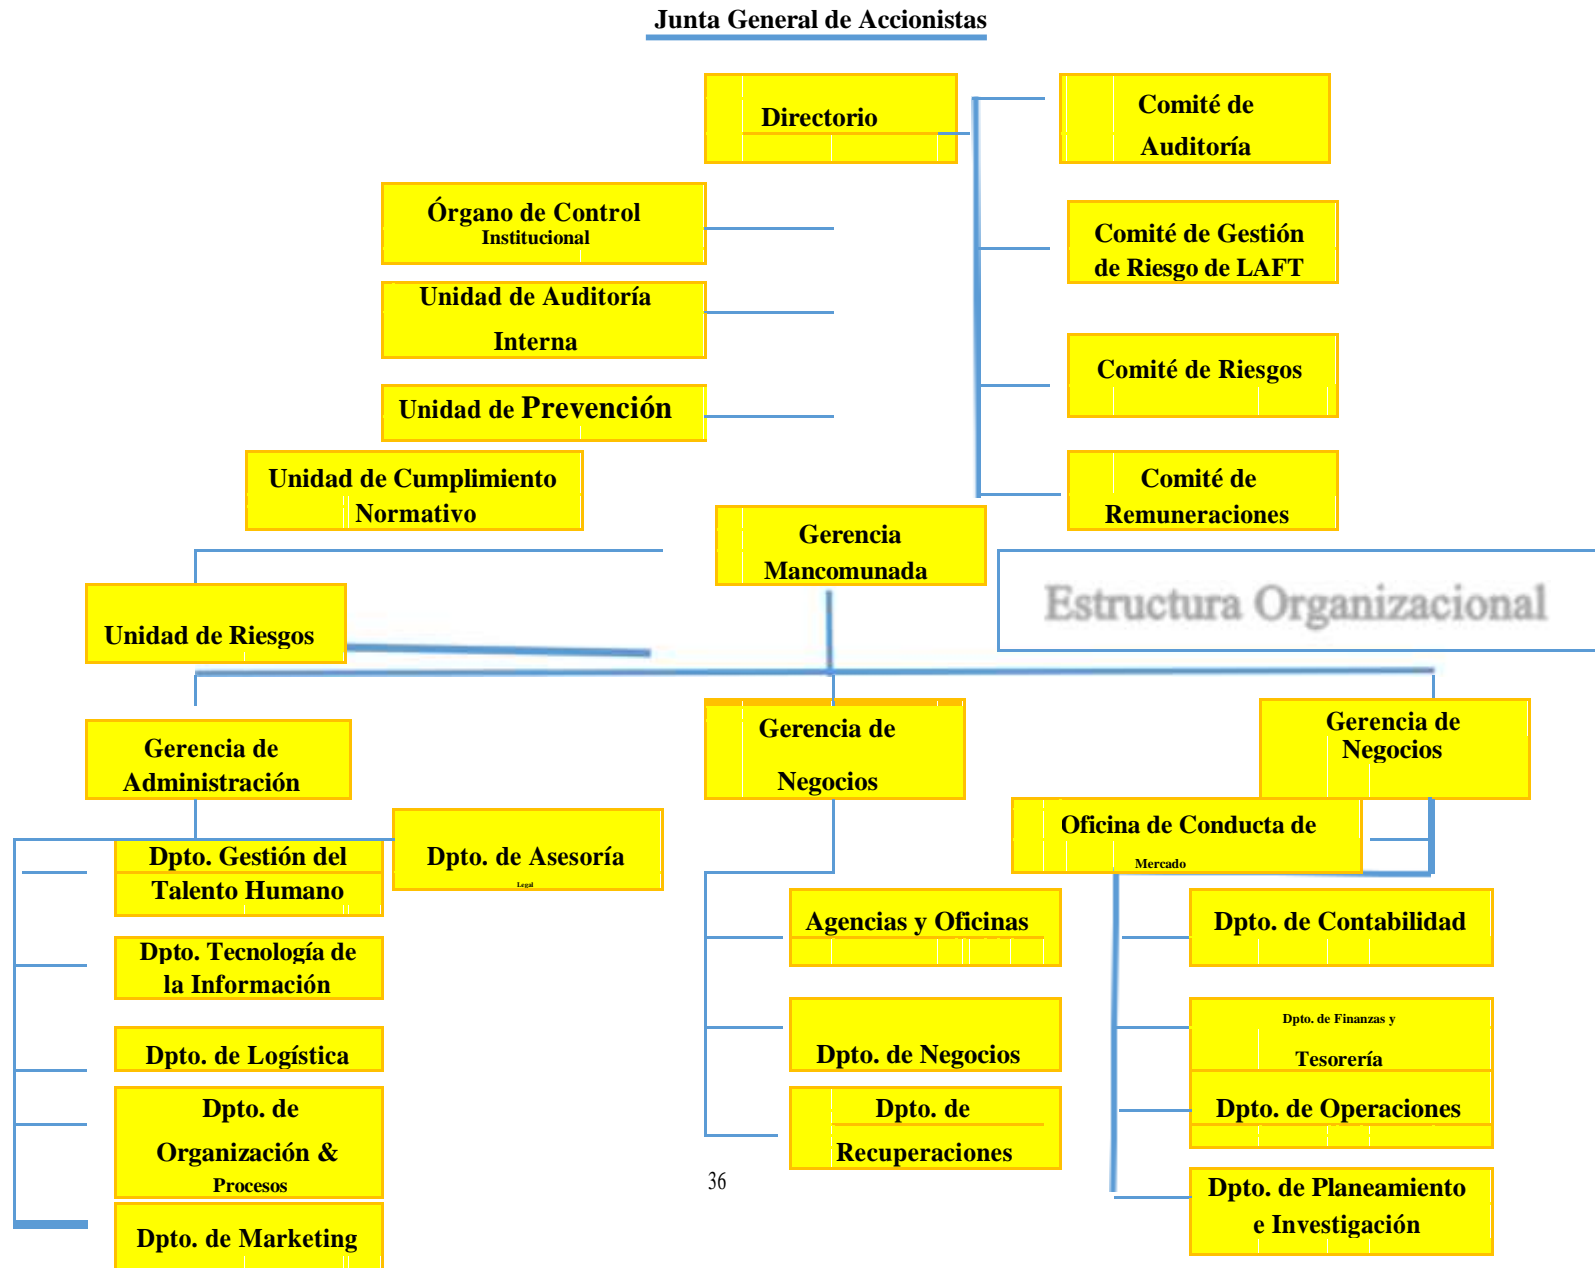 Junta General de Accionistas
Directorio
Comité de
Auditoría
Órgano de Control
Institucional
Comité de Gestión
de Riesgo de LAFT
Unidad de Auditoría
Interna
Comité de Riesgos
Unidad de Prevención
Unidad de Cumplimiento
Normativo
Comité de
Remuneraciones
Gerencia
Mancomunada
Estructura Organizacional
Unidad de Riesgos
Gerencia de
Administración
Gerencia de
Negocios
Gerencia de
Negocios
Oficina de Conducta de
Mercado
Dpto. Gestión del
Talento Humano
Dpto. de Asesoría
Legal
Agencias y Oficinas
Dpto. de Contabilidad
Dpto. Tecnología de
la Información
Dpto. de Negocios
Dpto. de Finanzas y
Tesorería
Dpto. de Logística
Dpto. de
Organización &
Procesos
Dpto. de
Recuperaciones
Dpto. de Operaciones
Dpto. de Planeamiento
e Investigación
Dpto. de Marketing
36